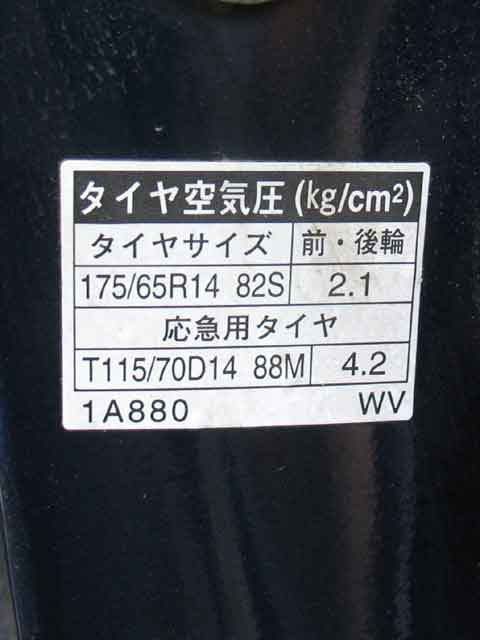 タイヤ空気圧(kg/cm²)
タイヤサイズ 前・後輪
175/65R14 82S 2.1
応急用タイヤ
T115/70D14 88M 4.2
1A880 WV